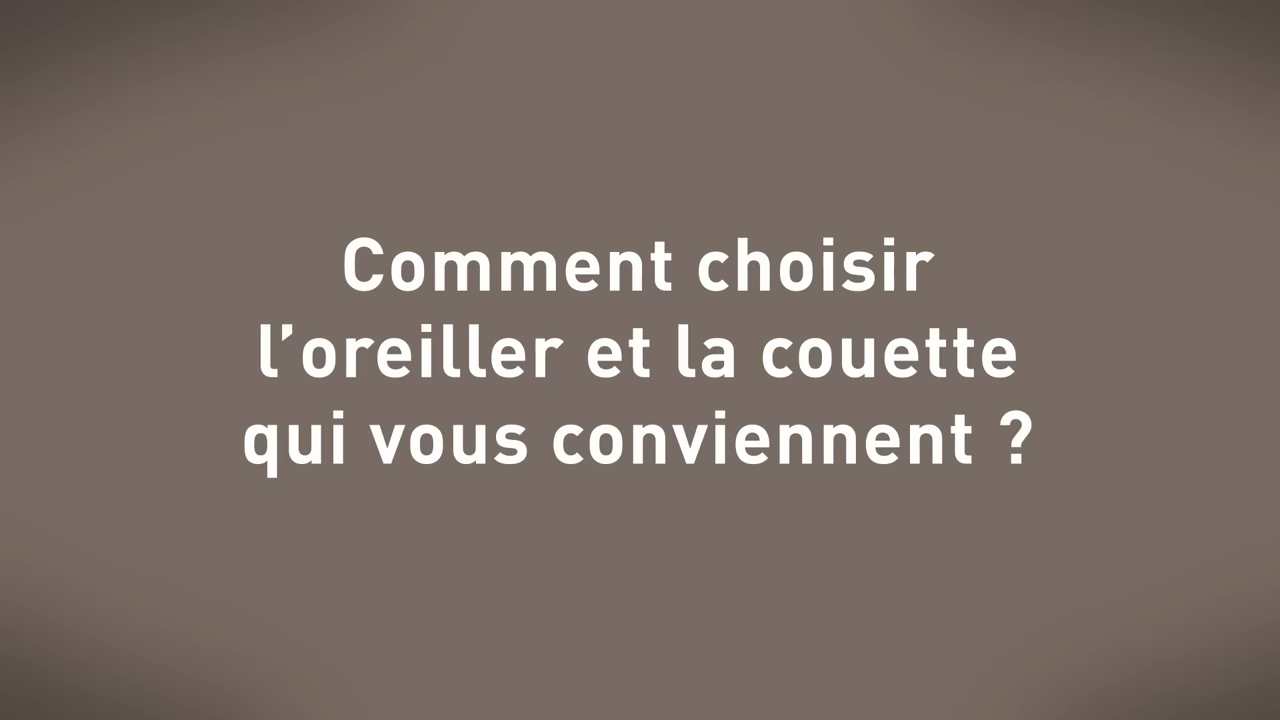 Comment choisir
l’oreiller et la couette
qui vous conviennent ?